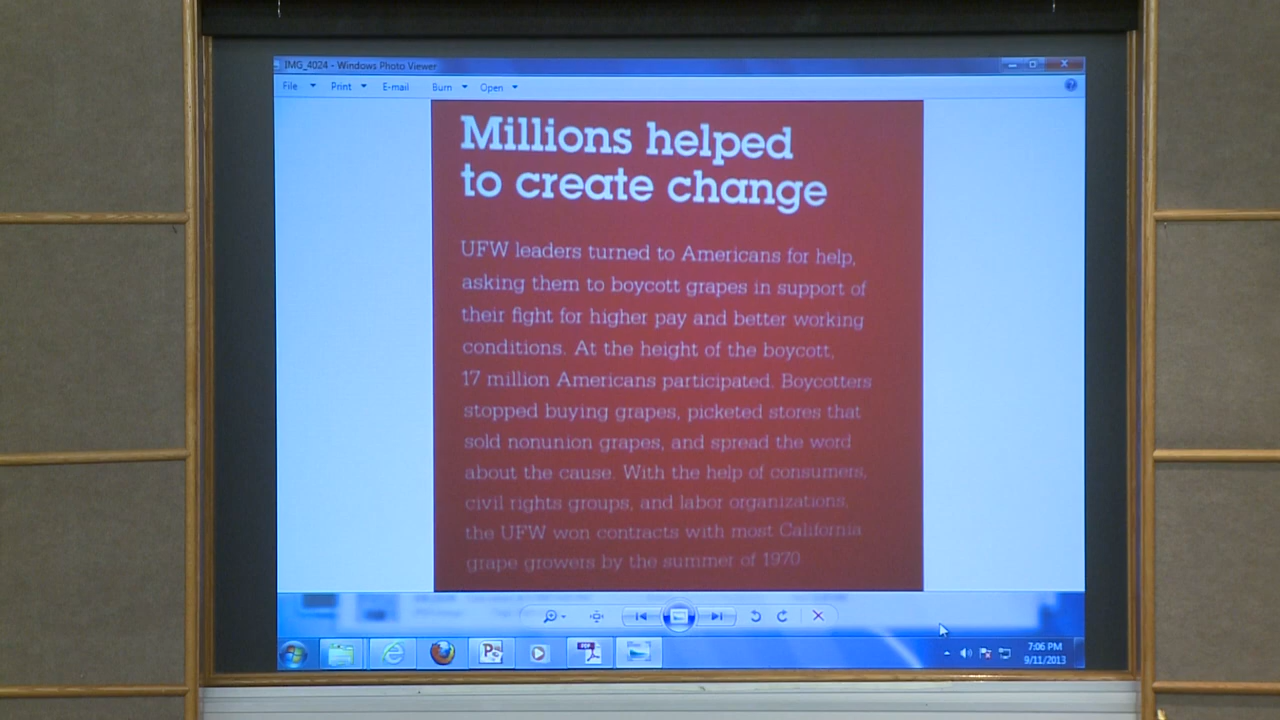 IMG_4024 - Windows Photo Viewer
File Print E-mail Burn Open
Millions helped
to create change
UFW leaders turned to Americans for help,
asking them to boycott grapes in support of
their fight for higher pay and better working
conditions. At the height of the boycott,
17 million Americans participated. Boycotters
stopped buying grapes, picketed stores that
sold nonunion grapes, and spread the word
about the cause. With the help of consumers,
civil rights groups, and labor organizations,
the UFW won contracts with most California
grape growers by the summer of 1970
PDF
7:06 PM
9/11/2013